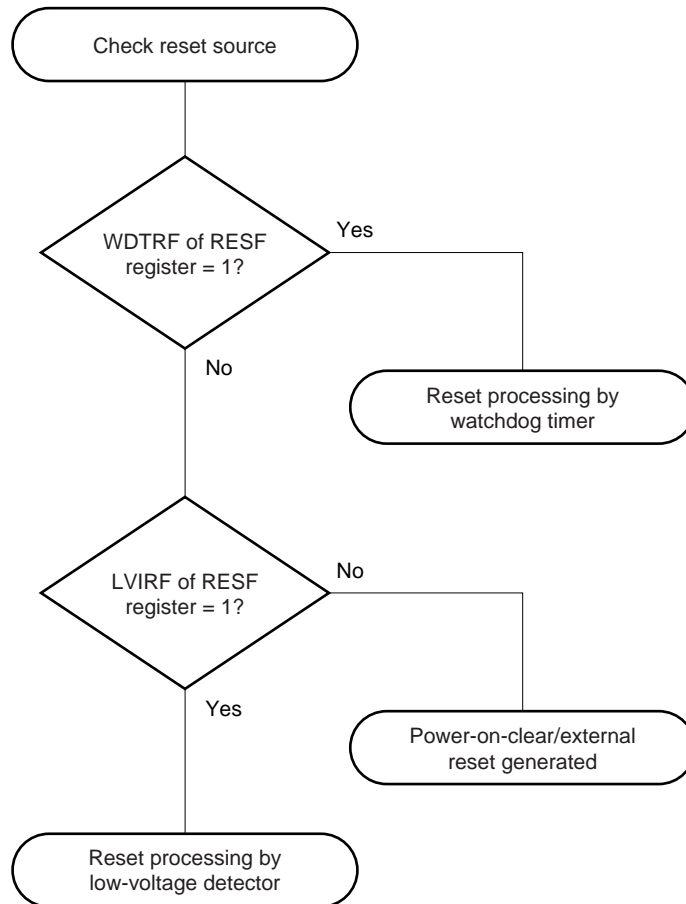 Check reset source
WDTRF of RESF
register = 1?
Yes
No
Reset processing by
watchdog timer
LVIRF of RESF
register = 1?
No
Yes
Power-on-clear/external
reset generated
Reset processing by
low-voltage detector